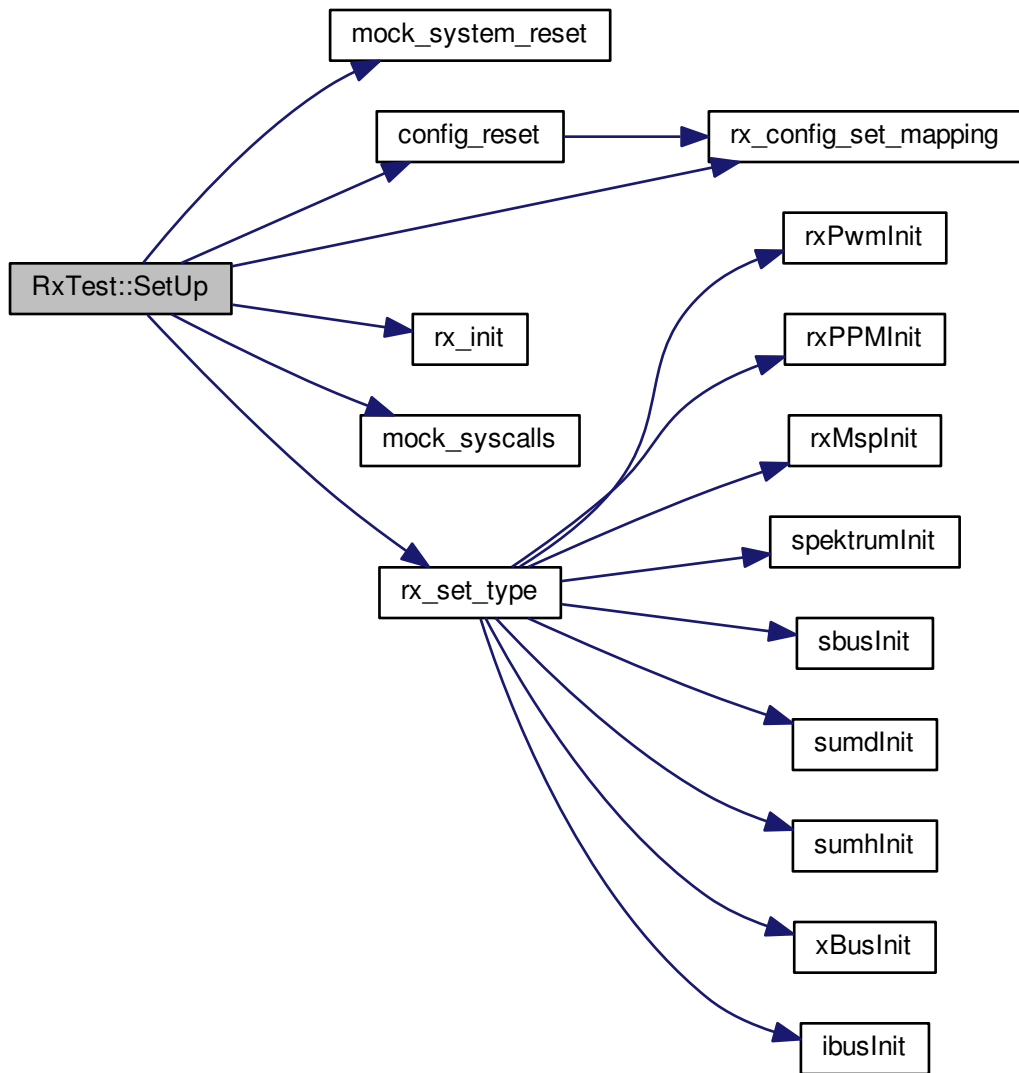 mock_system_reset
config_reset
rx_config_set_mapping
rxPwmInit
RxTest::SetUp
rx_init
rxPPMInit
mock_syscalls
rxMspInit
spektrumInit
rx_set_type
sbusInit
sumdInit
sumhInit
xBusInit
ibusInit